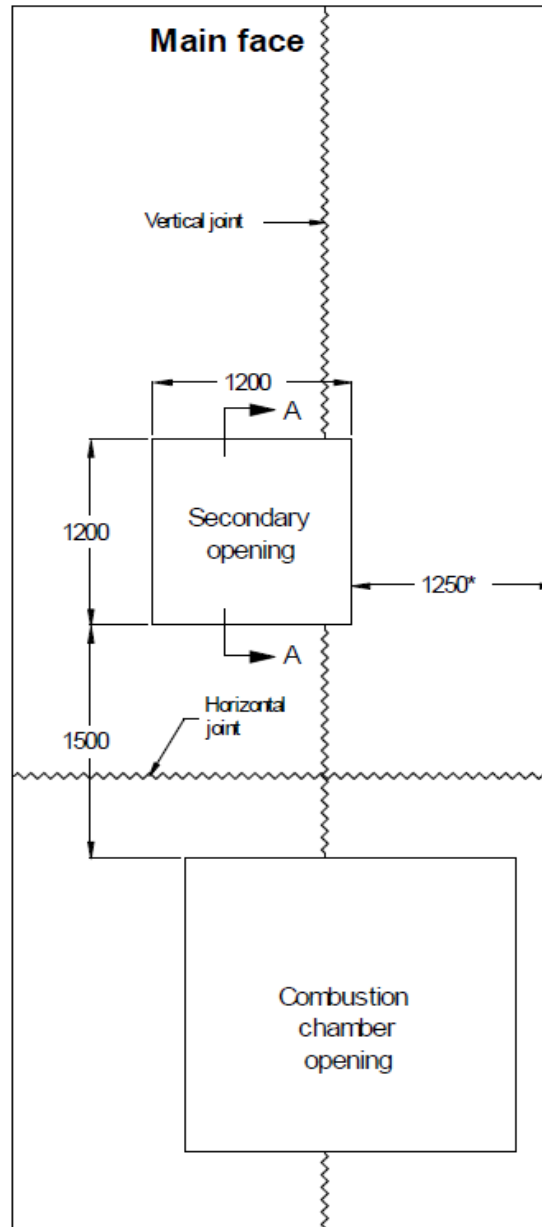 Main face
Vertical joint
1200
A
1200
Secondary
opening
1250*
A
Horizontal
joint
1500
Combustion
chamber
opening